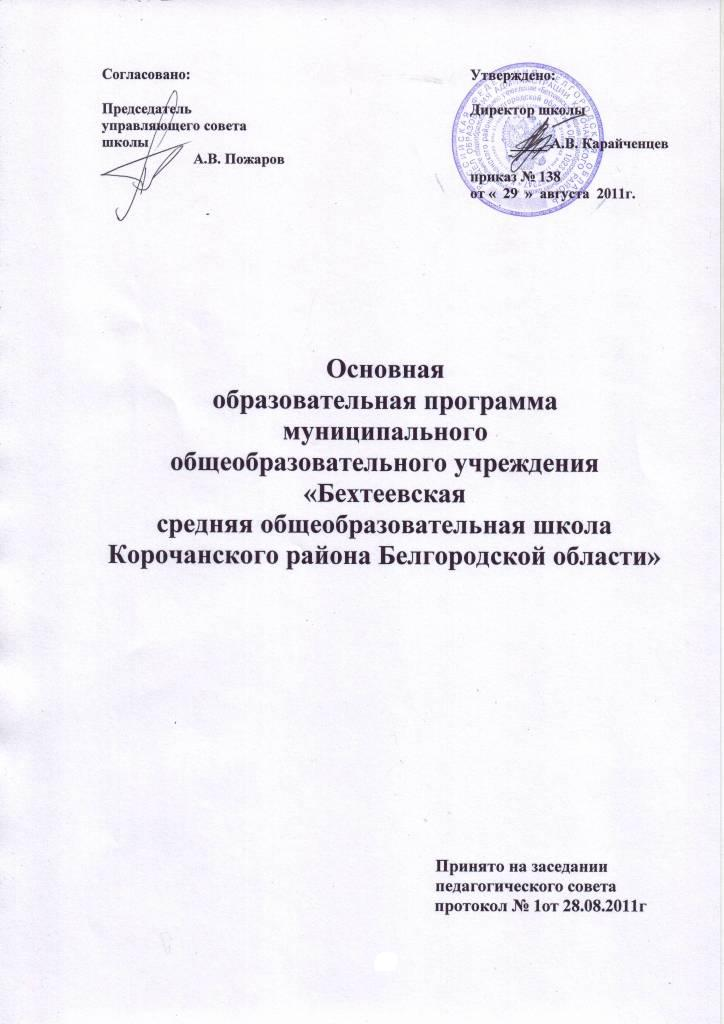 Согласовано:
Председатель
управляющего совета
школы
А.В. Пожаров
Утверждено:
Директор школы
А.В. Карайченцев
приказ № 138
от « 29 » августа 2011г.
Основная
образовательная программа
муниципального
общеобразовательного учреждения
«Бехтеевская
средняя общеобразовательная школа
Корочанского района Белгородской области»
Принято на заседании
педагогического совета
протокол № 1от 28.08.2011г